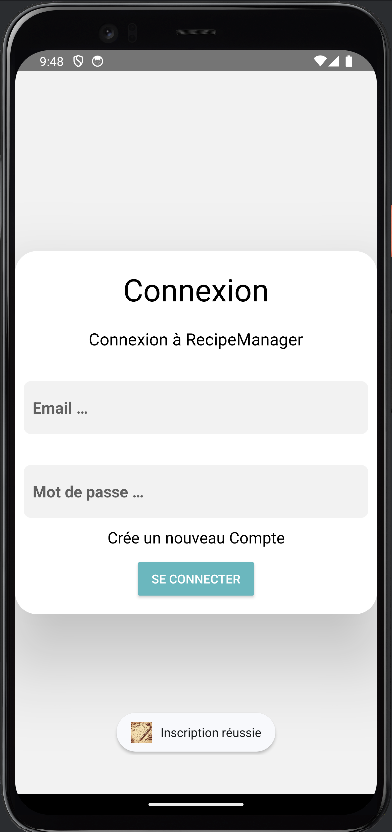 9:48
Connexion
Connexion à RecipeManager
Email ...
Mot de passe ...
Crée un nouveau Compte
SE CONNECTER
Inscription réussie